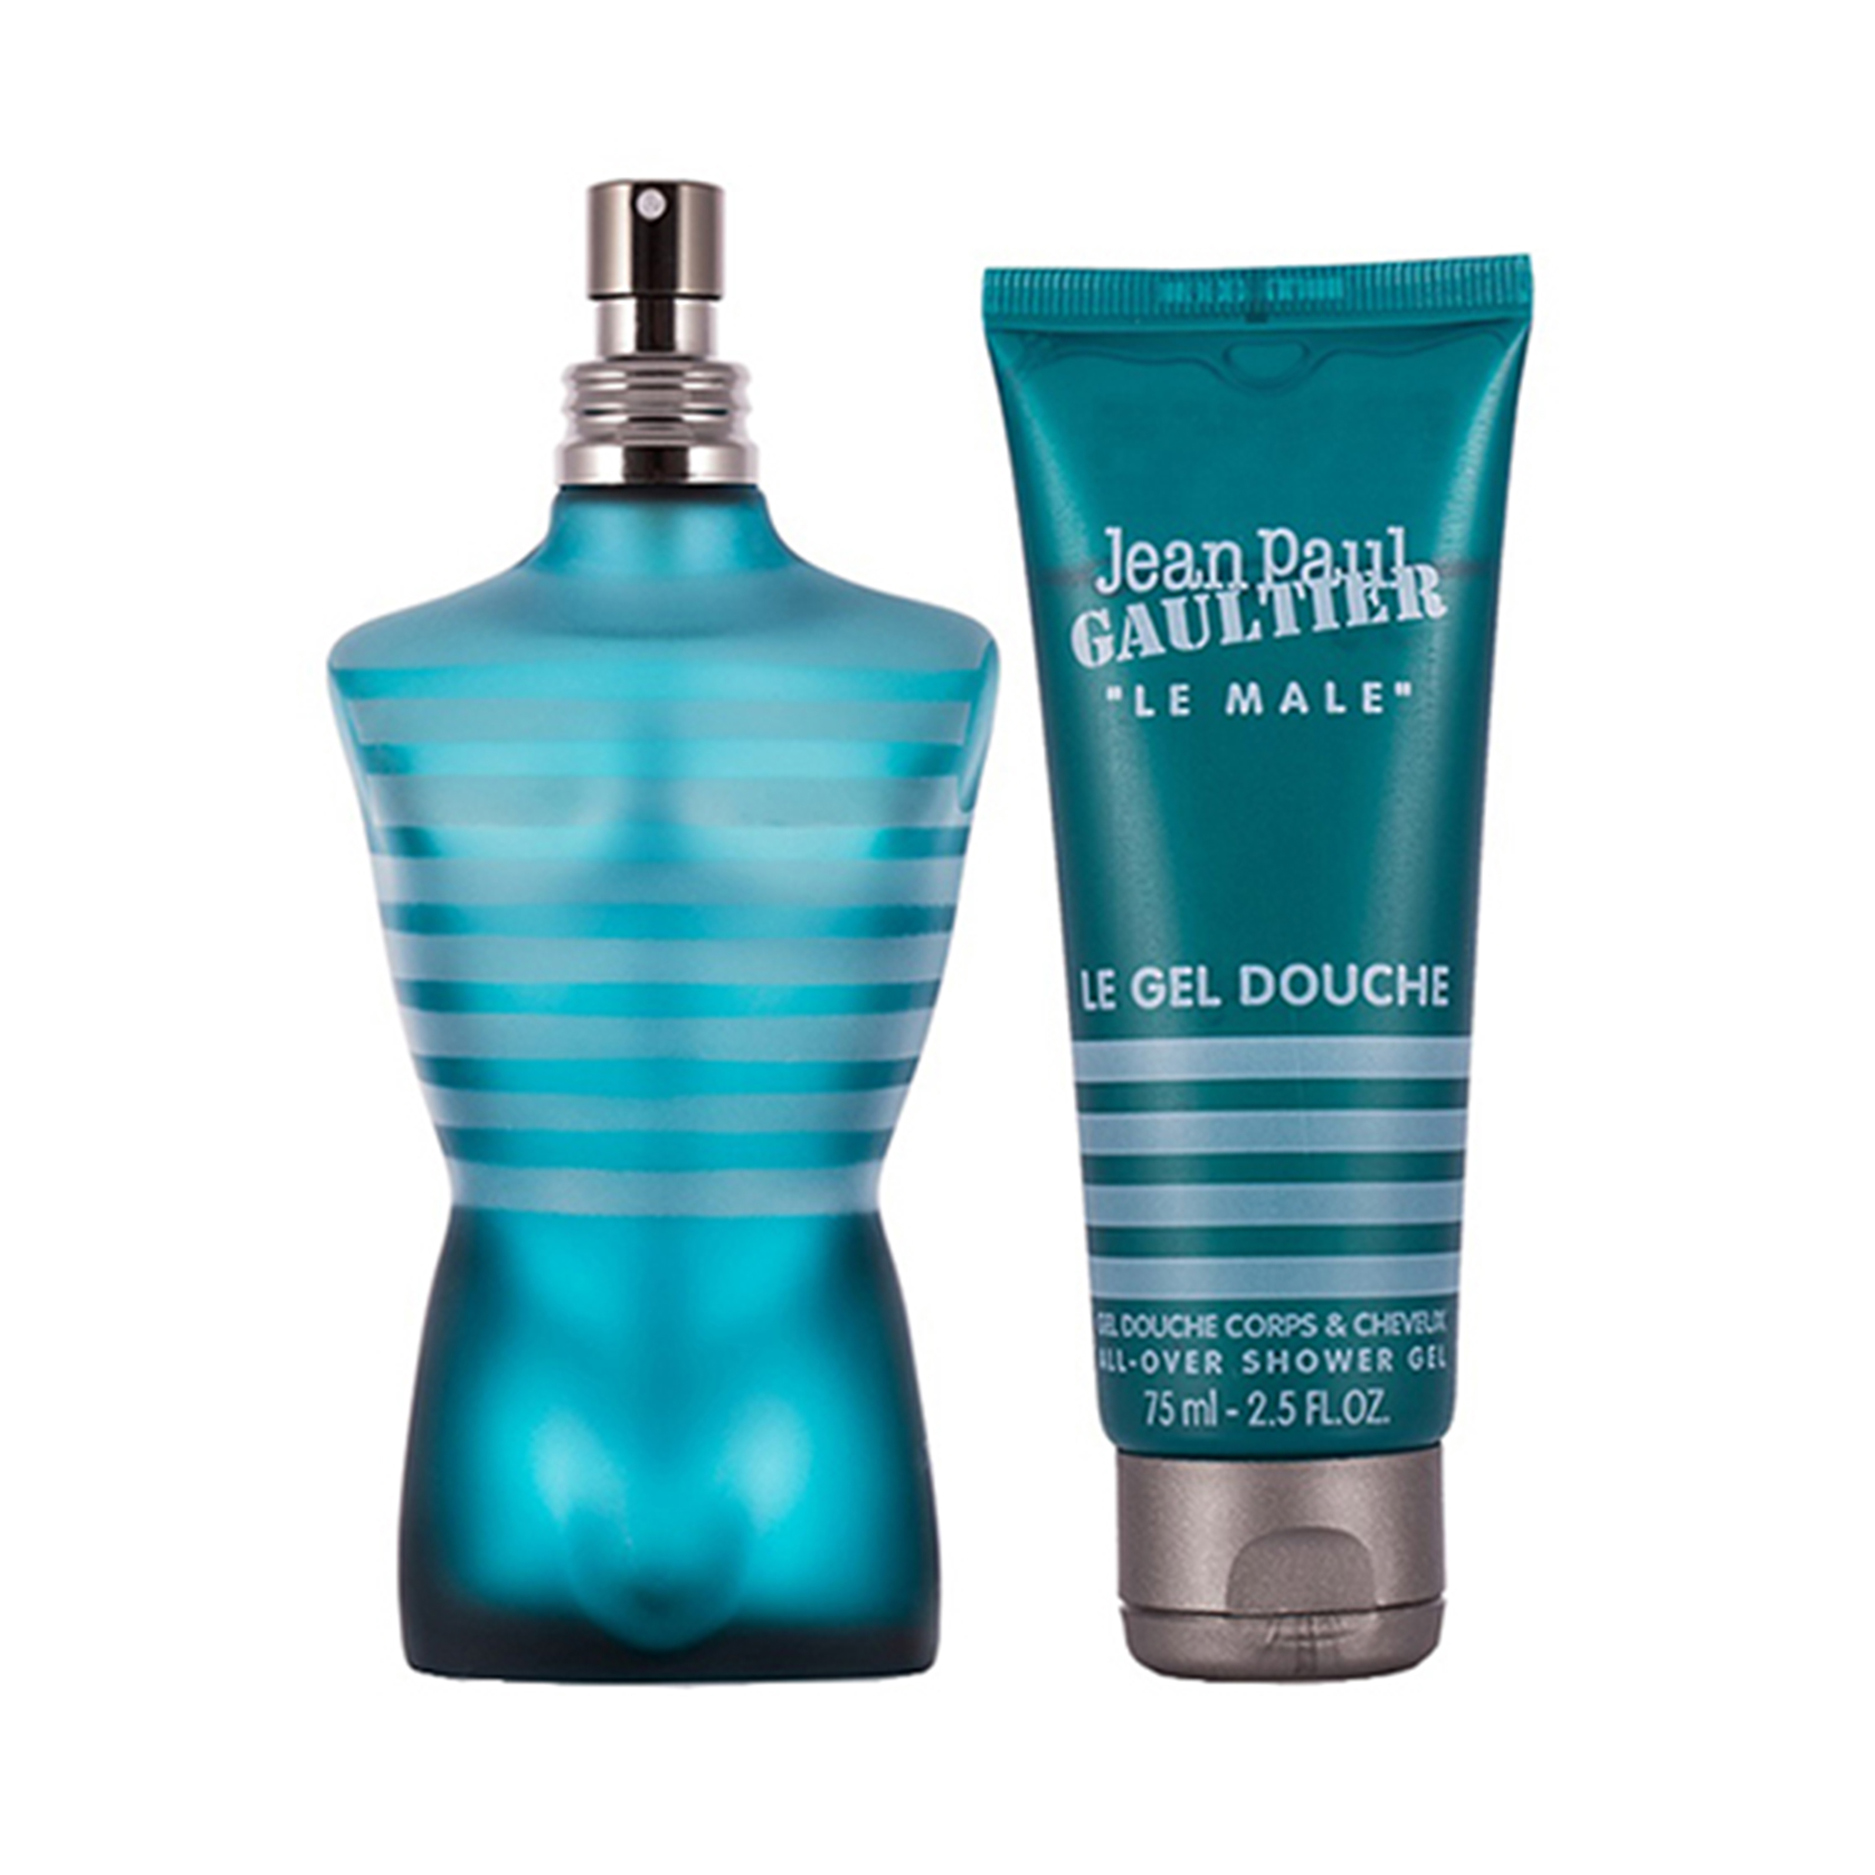 Jean Paul
GAULTIER
"LE MALE"
LE GEL DOUCHE
GEL DOUCHE CORPS & CHEVEUX
ALL-OVER SHOWER GEL
75 ml - 2.5 FL.OZ.